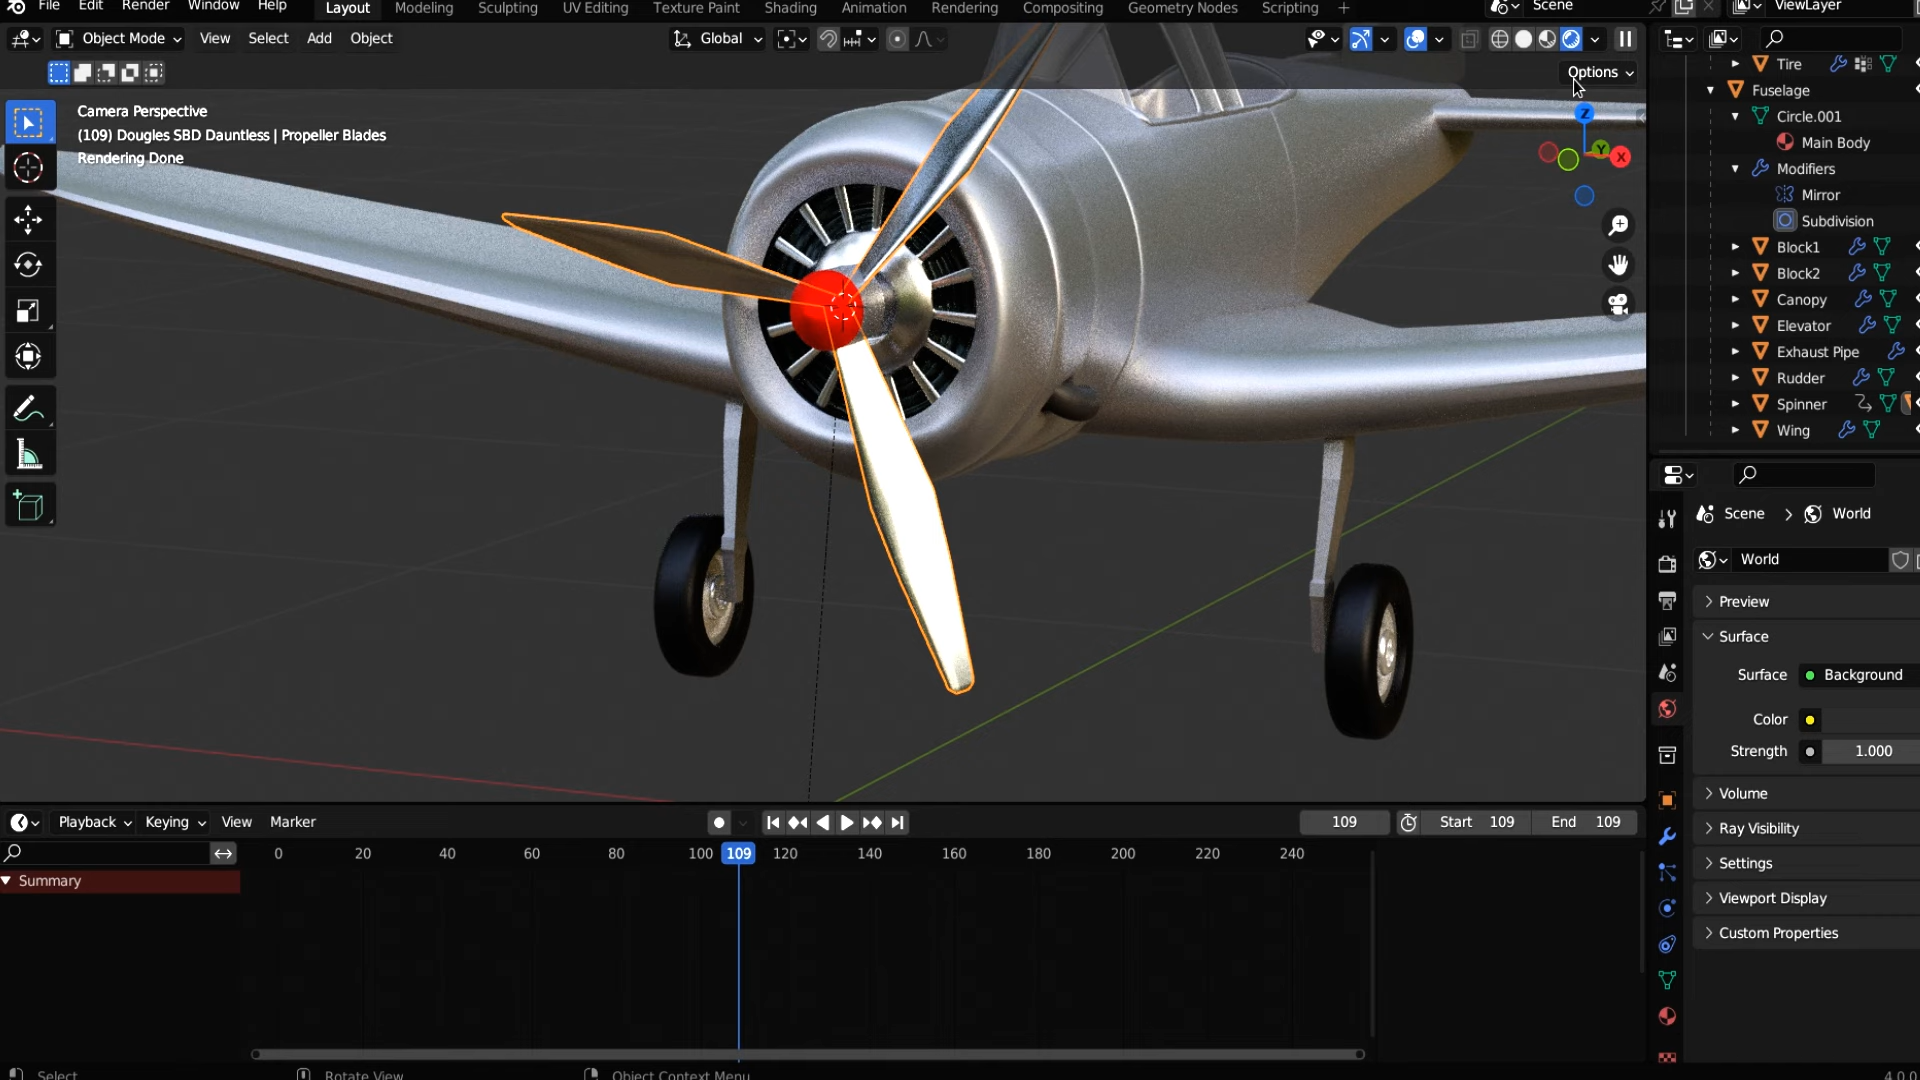 File Edit Render Window Help Layout Modeling Sculpting UV Editing Texture Paint Shading Animation Rendering Compositing Geometry Nodes Scripting + Scene ViewLayer
Object Mode View Select Add Object Global
Options
Camera Perspective
(109) Dougles SBD Dauntless | Propeller Blades
Rendering Done
Z
Y
X
Tire
Fuselage
Circle.001
Main Body
Modifiers
Mirror
Subdivision
Block1
Block2
Canopy
Elevator
Exhaust Pipe
Rudder
Spinner
Wing
Scene > World
World
Preview
Surface
Surface Background
Color
Strength 1.000
Volume
Ray Visibility
Settings
Viewport Display
Custom Properties
Playback Keying View Marker 109 Start 109 End 109
0 20 40 60 80 100 109 120 140 160 180 200 220 240
Summary
Select Rotate View Object Context Menu 4.0.0